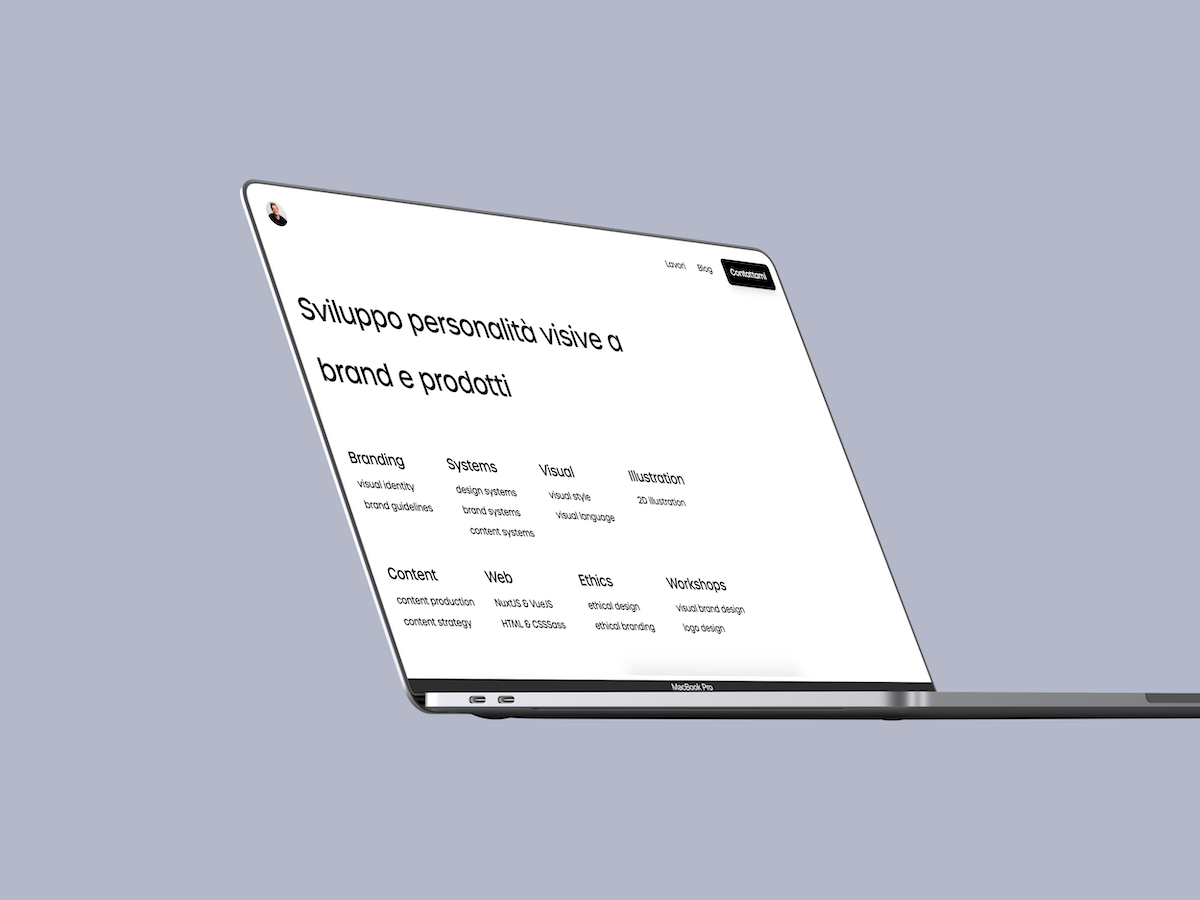 Lavori Blog Contattami
Sviluppo personalità visive a
brand e prodotti
Branding
visual identity
brand guidelines
Systems
design systems
brand systems
content systems
Visual
visual style
visual language
Illustration
2D illustration
Content
content production
content strategy
Web
NuxtJS & VueJS
HTML & CSSSass
Ethics
ethical design
ethical branding
Workshops
visual brand design
logo design
MacBook Pro